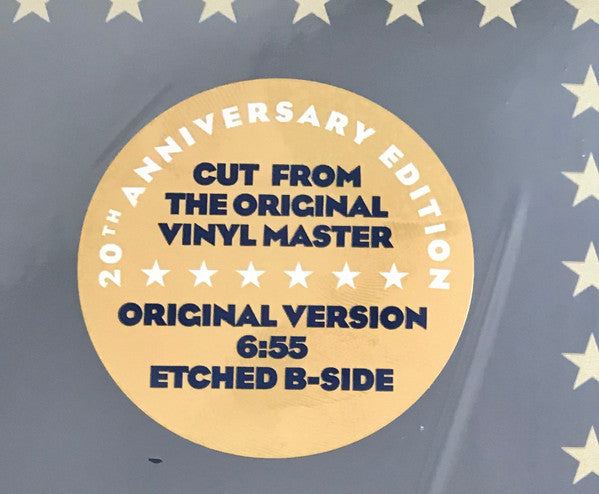 20TH ANNIVERSARY EDITION
CUT FROM
THE ORIGINAL
VINYL MASTER
ORIGINAL VERSION
6:55
ETCHED B-SIDE